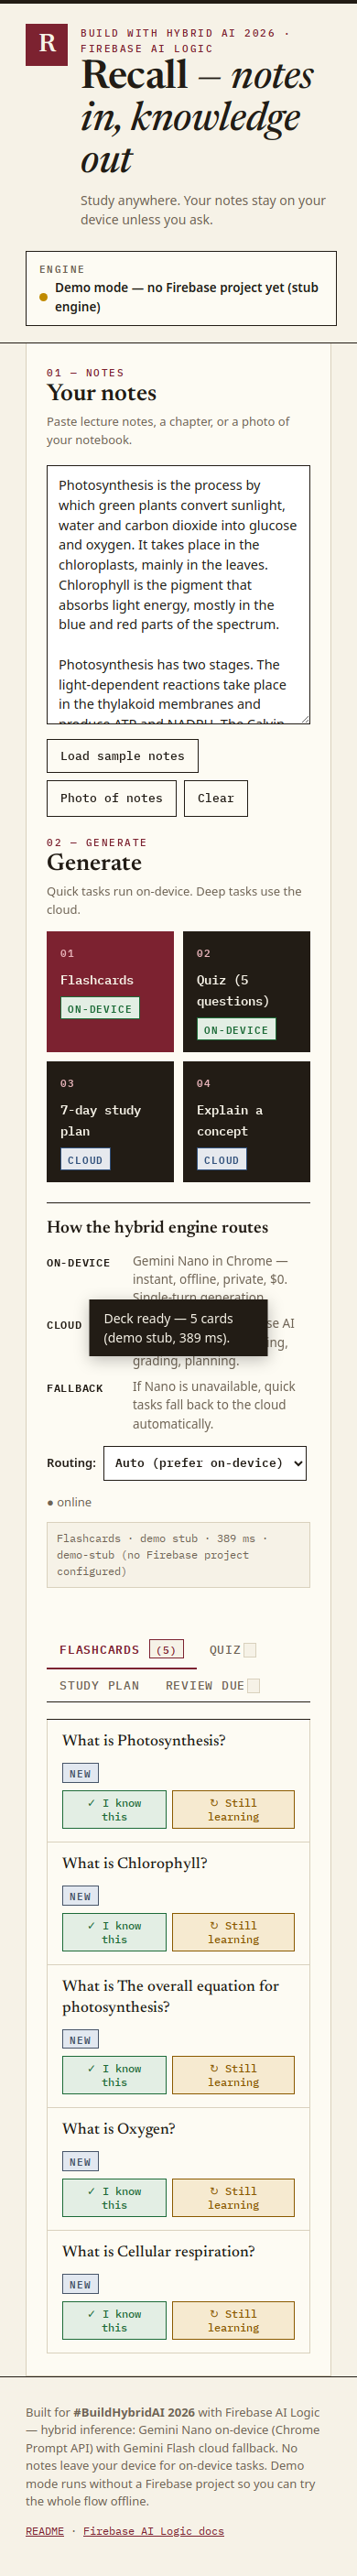 R
BUILD WITH HYBRID AI 2026 ·
FIREBASE AI LOGIC
Recall – notes
in, knowledge
out
Study anywhere. Your notes stay on your
device unless you ask.
ENGINE
Demo mode — no Firebase project yet (stub
engine)
01 — NOTES
Your notes
Paste lecture notes, a chapter, or a photo of
your notebook.
Photosynthesis is the process by
which green plants convert sunlight,
water and carbon dioxide into glucose
and oxygen. It takes place in the
chloroplasts, mainly in the leaves.
Chlorophyll is the pigment that
absorbs light energy, mostly in the
blue and red parts of the spectrum.
Photosynthesis has two stages. The
light-dependent reactions take place
in the thylakoid membranes and
produce ATP and NADPH. The Calvin
Load sample notes
Photo of notes
Clear
02 — GENERATE
Generate
Quick tasks run on-device. Deep tasks use the
cloud.
01
Flashcards
ON-DEVICE
02
Quiz (5
questions)
ON-DEVICE
03
7-day study
plan
CLOUD
04
Explain a
concept
CLOUD
How the hybrid engine routes
ON-DEVICE
Gemini Nano in Chrome —
instant, offline, private, $0.
Single-turn generation
CLOUD
se AI
ing,
grading, planning.
Deck ready — 5 cards
(demo stub, 389 ms).
FALLBACK
If Nano is unavailable, quick
tasks fall back to the cloud
automatically.
Routing:
Auto (prefer on-device)
● online
Flashcards · demo stub · 389 ms ·
demo-stub (no Firebase project
configured)
FLASHCARDS (5)
QUIZ
STUDY PLAN
REVIEW DUE
What is Photosynthesis?
NEW
✓ I know
this
↻ Still
learning
What is Chlorophyll?
NEW
✓ I know
this
↻ Still
learning
What is The overall equation for
photosynthesis?
NEW
✓ I know
this
↻ Still
learning
What is Oxygen?
NEW
✓ I know
this
↻ Still
learning
What is Cellular respiration?
NEW
✓ I know
this
↻ Still
learning
Built for #BuildHybridAI 2026 with Firebase AI Logic
— hybrid inference: Gemini Nano on-device (Chrome
Prompt API) with Gemini Flash cloud fallback. No
notes leave your device for on-device tasks. Demo
mode runs without a Firebase project so you can try
the whole flow offline.
README · Firebase AI Logic docs